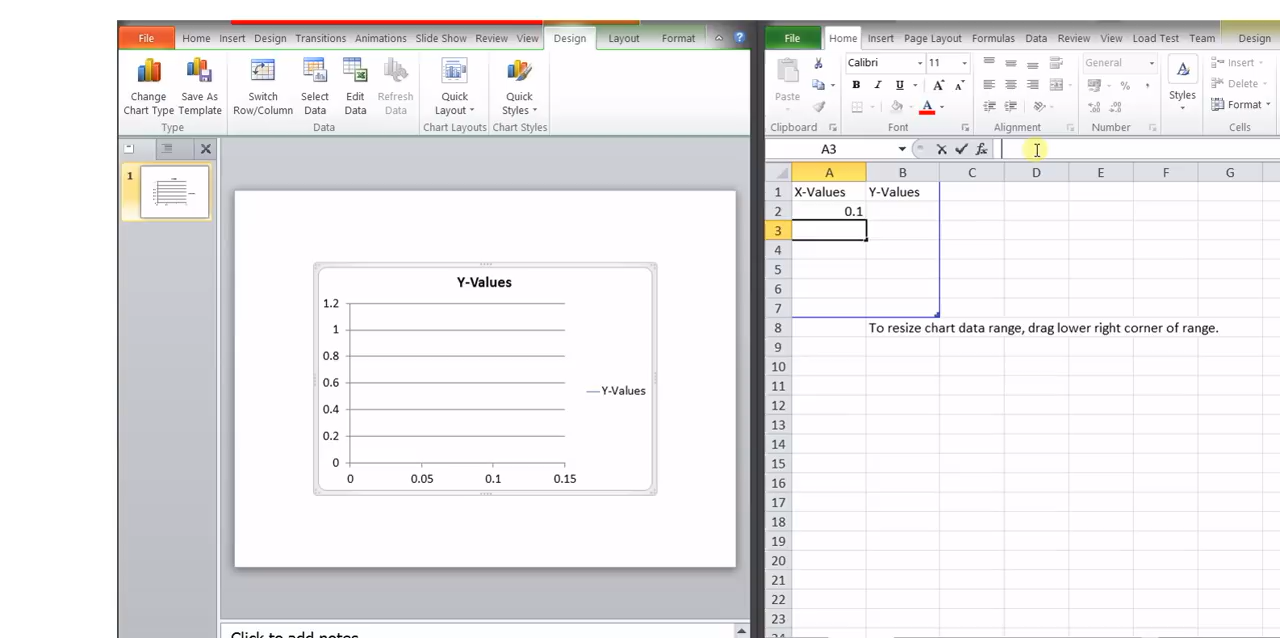 File Home Insert Design Transitions Animations Slide Show Review View Design Layout Format
Change Chart Type
Save As Template
Switch Row/Column
Select Data
Edit Data
Refresh Data
Quick Layout
Quick Styles
Type Data Chart Layouts Chart Styles
1
Y-Values
1.2
1
0.8
0.6
0.4
0.2
0
0 0.05 0.1 0.15
Y-Values
Click to add notes
File Home Insert Page Layout Formulas Data Review View Load Test Team Design
Paste
Calibri 11
B I U A A
A
General
% ,
Styles
Insert
Delete
Format
Clipboard Font Alignment Number Cells
A3 fx
A B C D E F G
1 X-Values Y-Values
2 0.1
3
4
5
6
7
8 To resize chart data range, drag lower right corner of range.
9
10
11
12
13
14
15
16
17
18
19
20
21
22
23